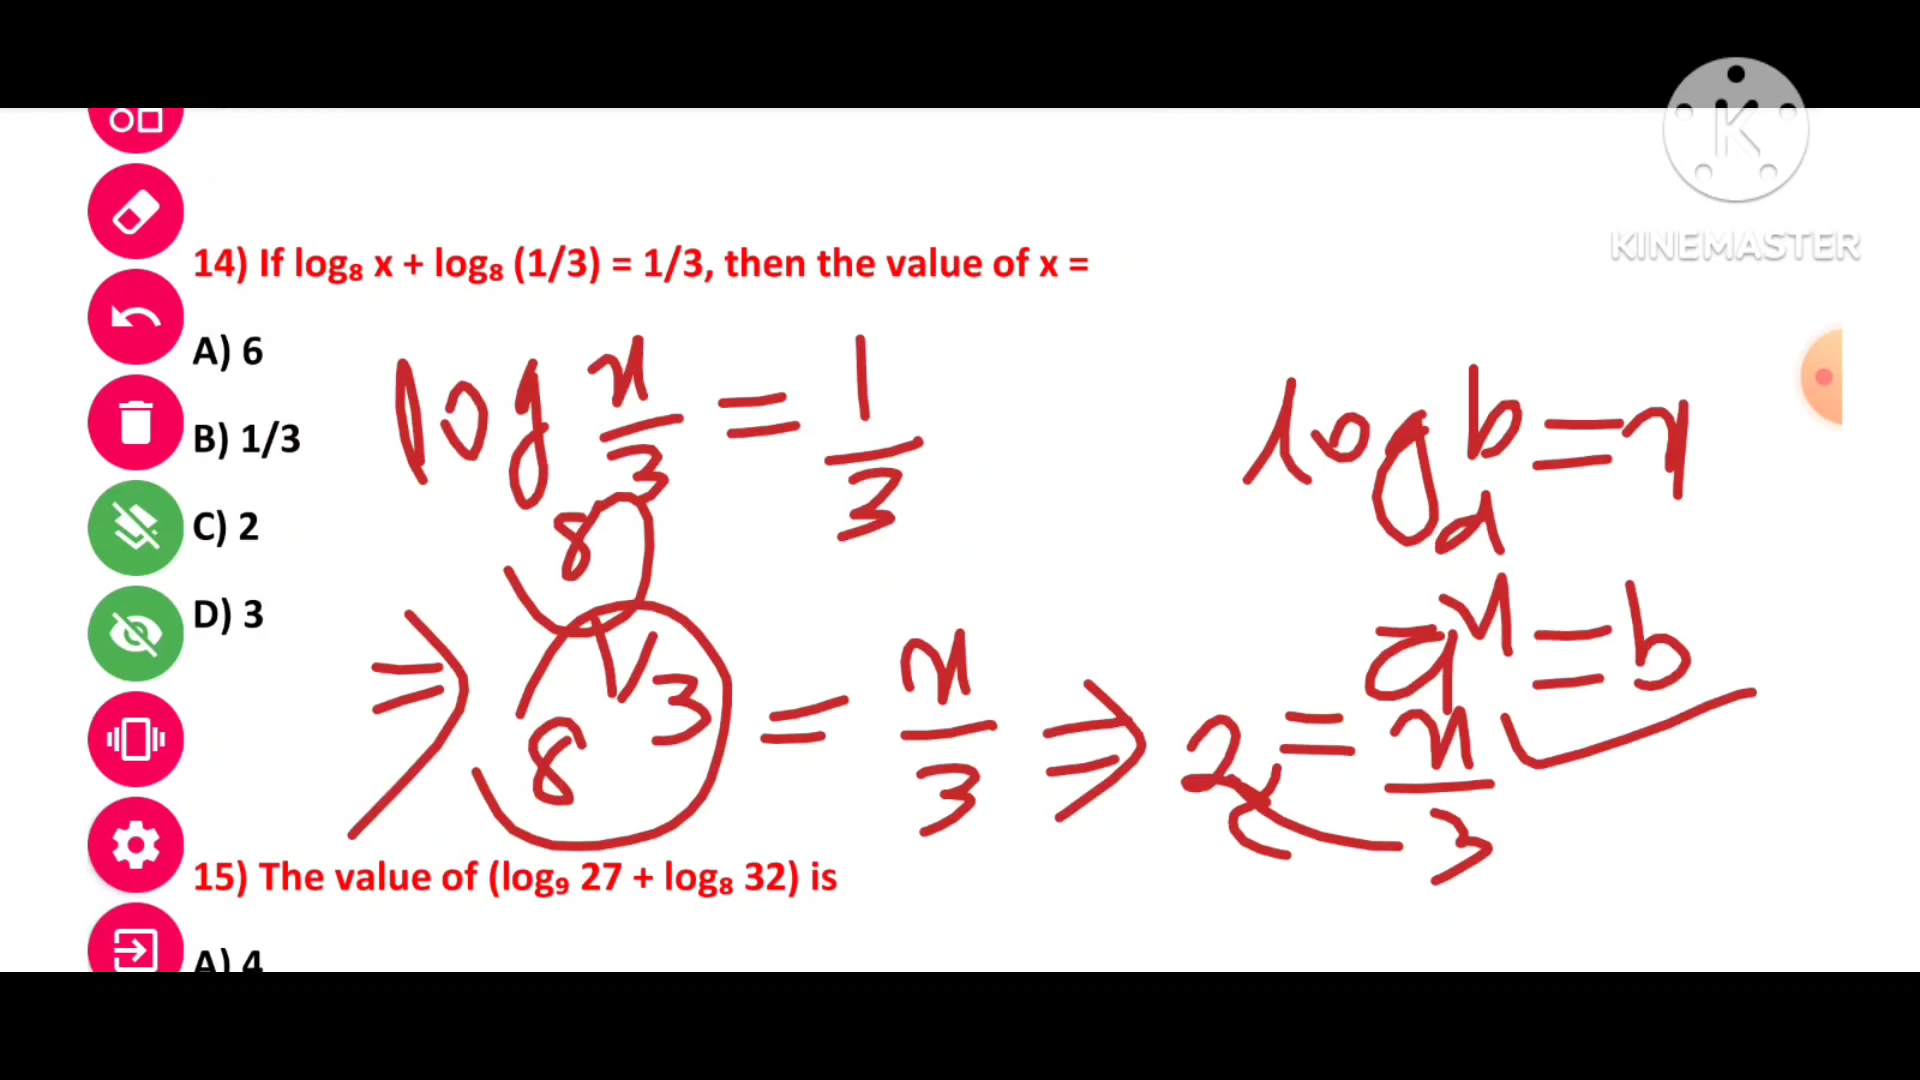 K
KINEMASTER
14) If log₈ x + log₈ (1/3) = 1/3, then the value of x =
A) 6
B) 1/3
C) 2
D) 3
log₈ x/3 = 1/3
logₐ b = x
aˣ = b
⇒ 8^1/3 = x/3 ⇒ 2 = x/3
15) The value of (log₉ 27 + log₈ 32) is
A) 4